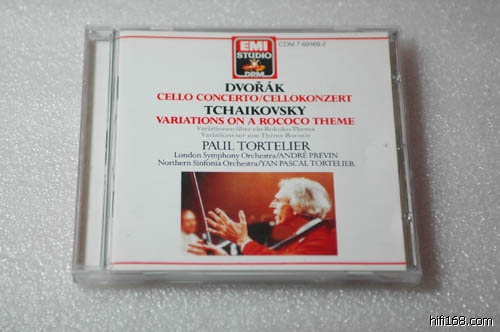 EMI
CDM 7 69169 2
STUDIO
DRM
DVOŘÁK
CELLO CONCERTO/CELLOKONZERT
TCHAIKOVSKY
VARIATIONS ON A ROCOCO THEME
Variationen über ein Rokoko-Thema
Variations sur une Thème Rococo
PAUL TORTELIER
London Symphony Orchestra/ANDRÉ PREVIN
Northern Sinfonia Orchestra/YAN PASCAL TORTELIER
hifi168.com